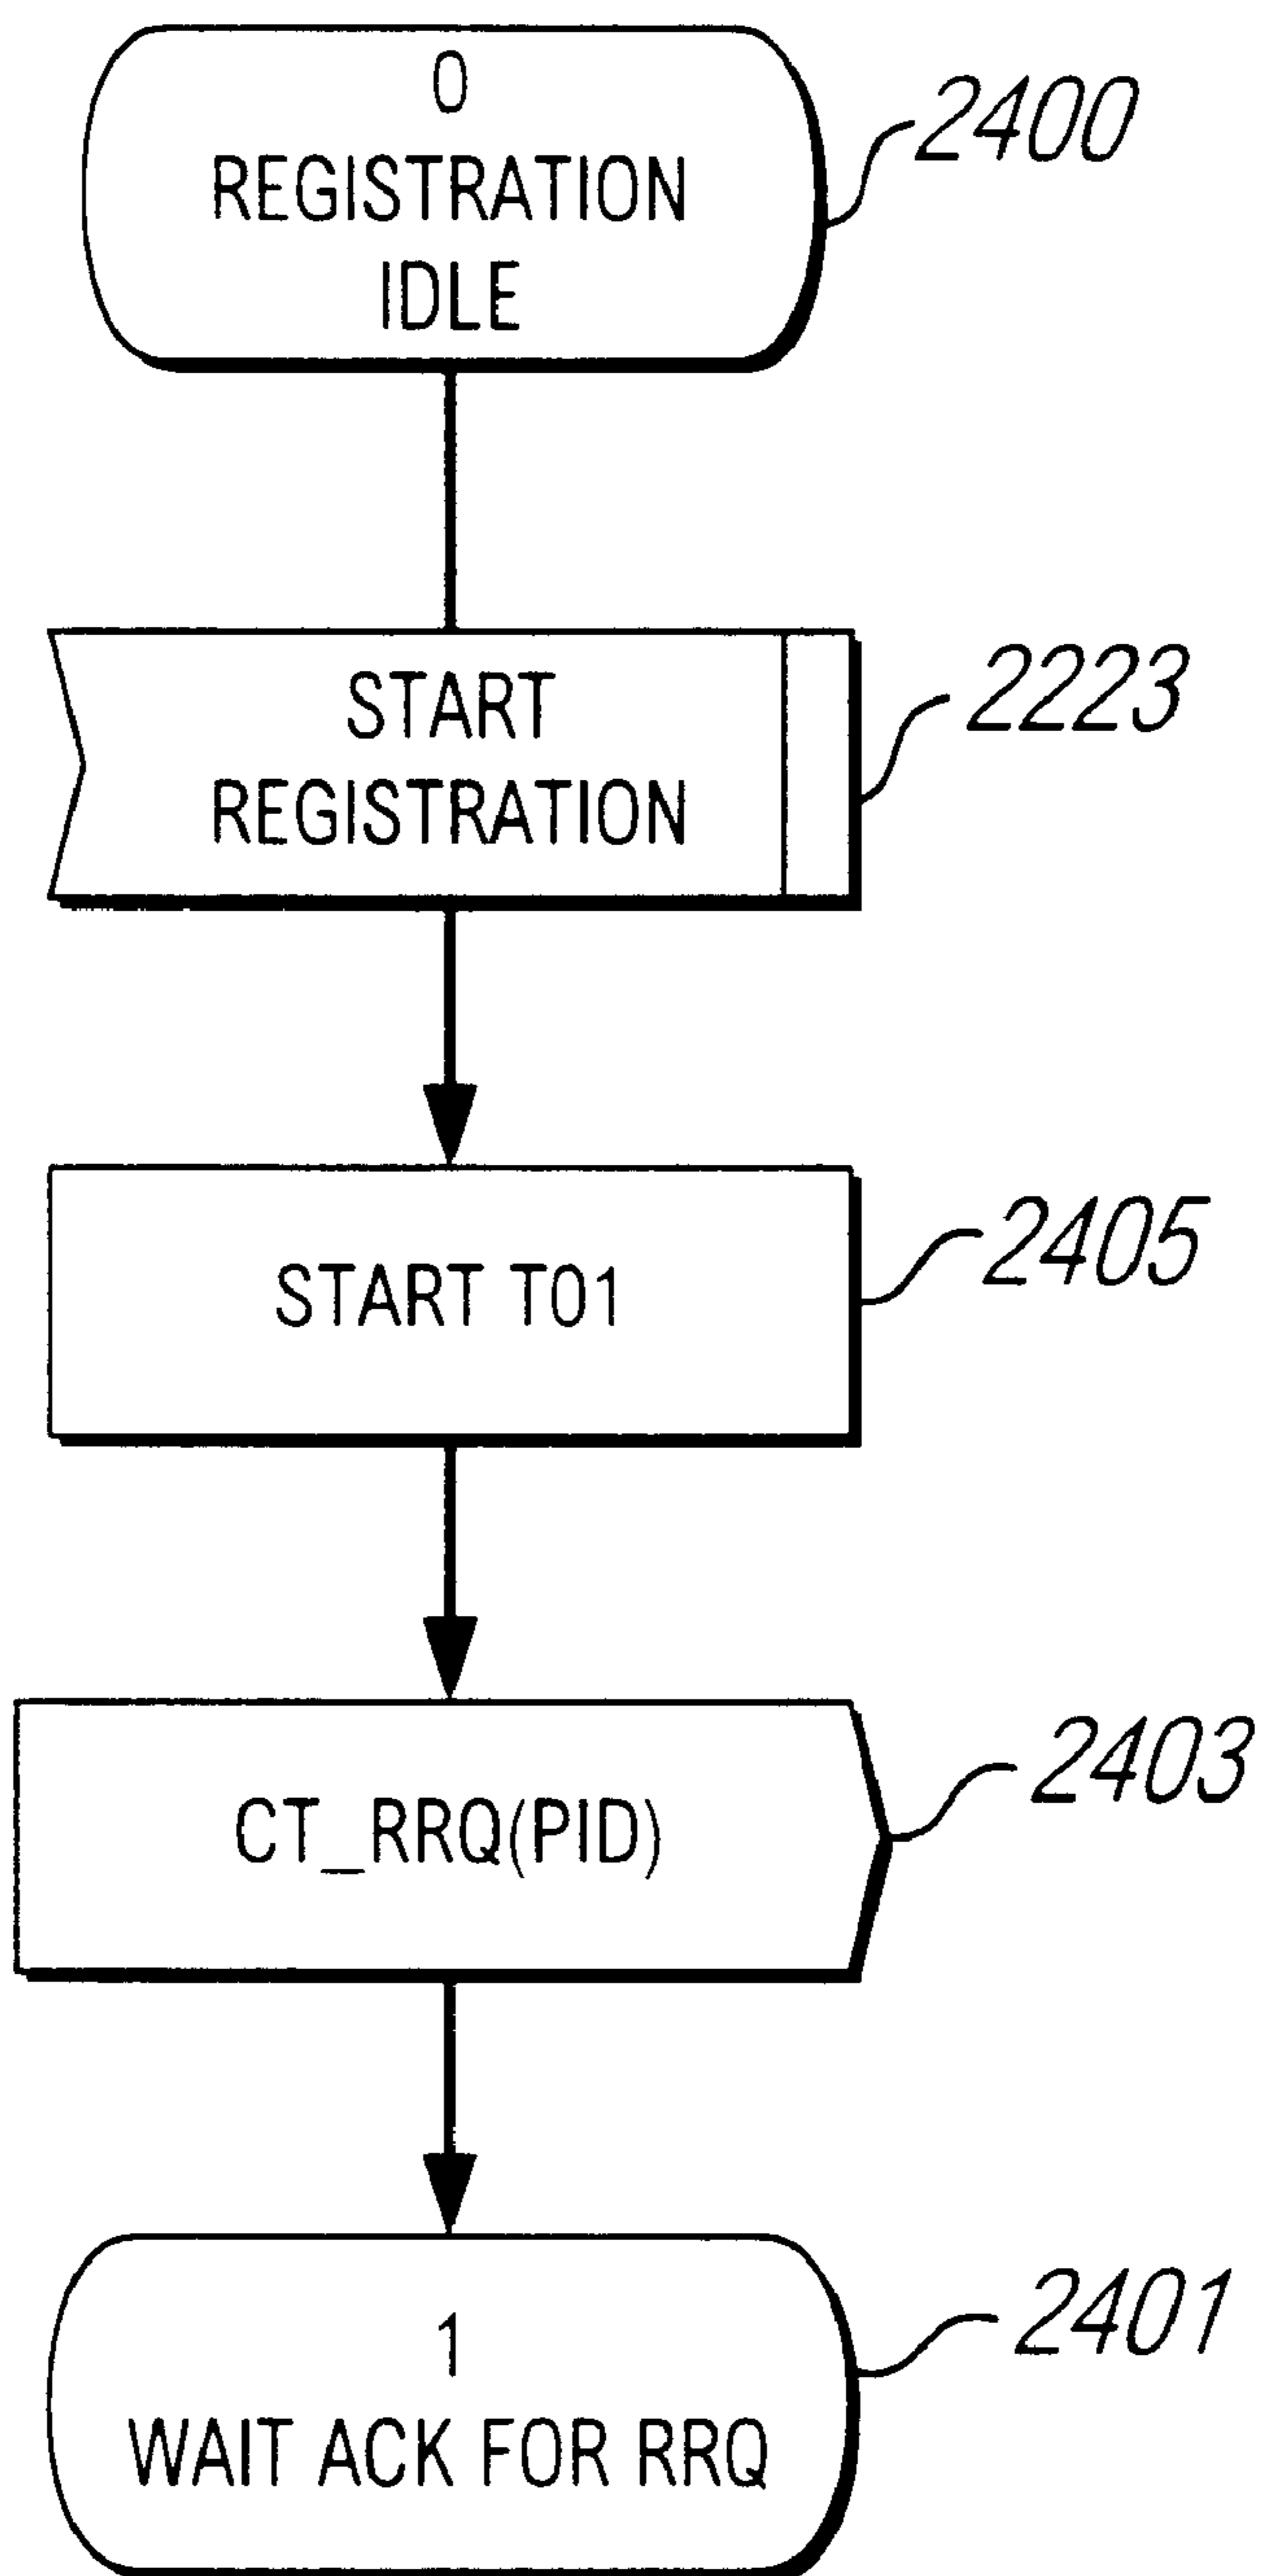 0
REGISTRATION
IDLE
2400
START
REGISTRATION
2223
START T01
2405
CT_RRQ(PID)
2403
1
WAIT ACK FOR RRQ
2401